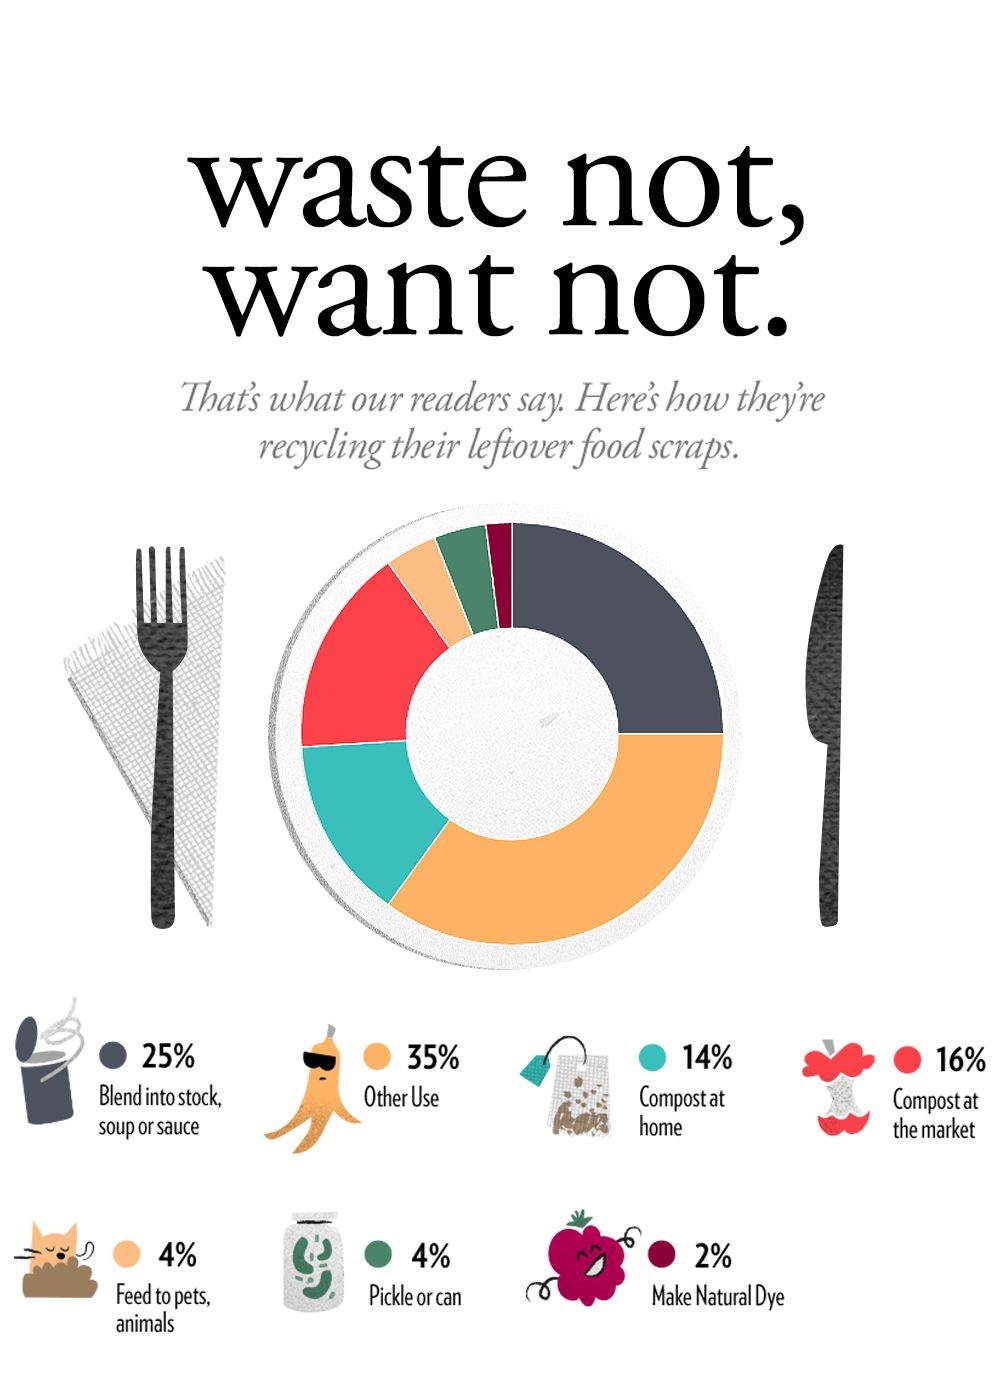 waste not,
want not.
That's what our readers say. Here's how they're
recycling their leftover food scraps.
25%
Blend into stock,
soup or sauce
35%
Other Use
14%
Compost at
home
16%
Compost at
the market
4%
Feed to pets,
animals
4%
Pickle or can
2%
Make Natural Dye